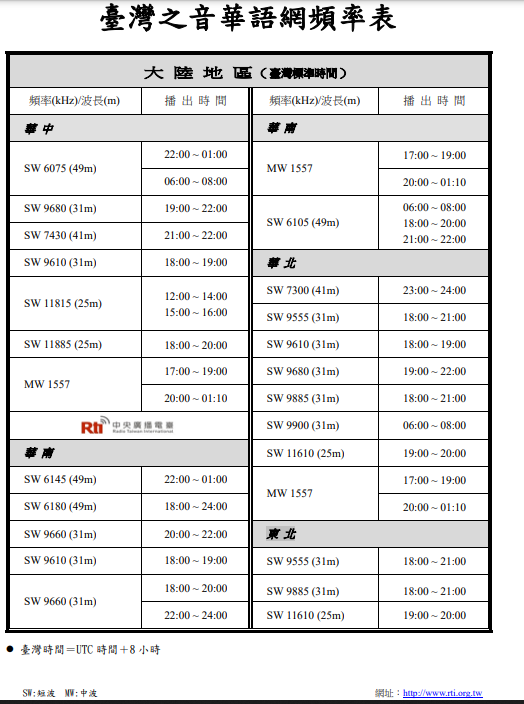 臺灣之音華語網頻率表
大陸地區（臺灣標準時間）
頻率(kHz)/波長(m) 播出時間
華中
SW 6075 (49m) 22:00 ~ 01:00
06:00 ~ 08:00
SW 9680 (31m) 19:00 ~ 22:00
SW 7430 (41m) 21:00 ~ 22:00
SW 9610 (31m) 18:00 ~ 19:00
SW 11815 (25m) 12:00 ~ 14:00
15:00 ~ 16:00
SW 11885 (25m) 18:00 ~ 20:00
MW 1557 17:00 ~ 19:00
20:00 ~ 01:10
Rti 中央廣播電臺
Radio Taiwan International
華南
SW 6145 (49m) 22:00 ~ 01:00
SW 6180 (49m) 18:00 ~ 24:00
SW 9660 (31m) 20:00 ~ 22:00
SW 9610 (31m) 18:00 ~ 19:00
SW 9660 (31m) 18:00 ~ 20:00
22:00 ~ 24:00
頻率(kHz)/波長(m) 播出時間
華南
MW 1557 17:00 ~ 19:00
20:00 ~ 01:10
SW 6105 (49m) 06:00 ~ 08:00
18:00 ~ 20:00
21:00 ~ 22:00
華北
SW 7300 (41m) 23:00 ~ 24:00
SW 9555 (31m) 18:00 ~ 21:00
SW 9610 (31m) 18:00 ~ 19:00
SW 9680 (31m) 19:00 ~ 22:00
SW 9885 (31m) 18:00 ~ 21:00
SW 9900 (31m) 06:00 ~ 08:00
SW 11610 (25m) 19:00 ~ 20:00
MW 1557 17:00 ~ 19:00
20:00 ~ 01:10
東北
SW 9555 (31m) 18:00 ~ 21:00
SW 9885 (31m) 18:00 ~ 21:00
SW 11610 (25m) 19:00 ~ 20:00
● 臺灣時間＝UTC 時間＋8 小時
SW:短波 MW:中波 網址：http://www.rti.org.tw